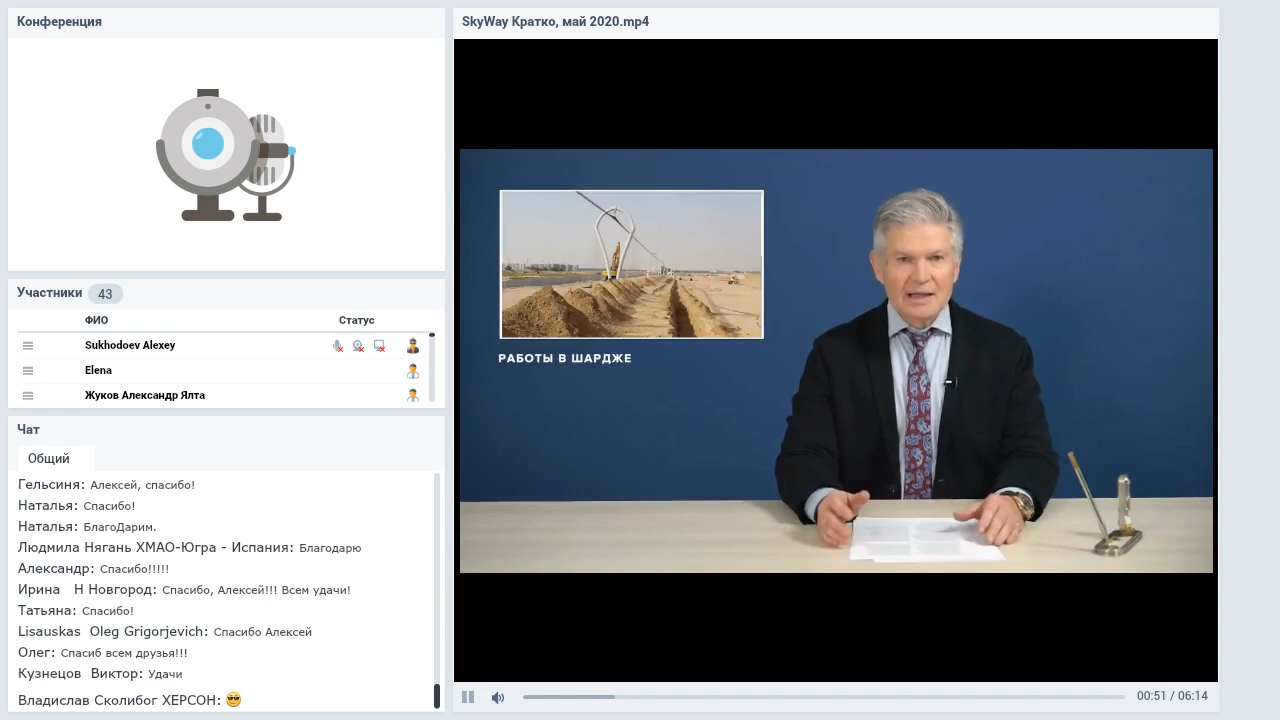 Конференция
SkyWay Кратко, май 2020.mp4
РАБОТЫ В ШАРДЖЕ
Участники 43
ФИО Статус
Sukhodoev Alexey
Elena
Жуков Александр Ялта
Чат
Общий
Гельсиня: Алексей, спасибо!
Наталья: Спасибо!
Наталья: БлагоДарим.
Людмила Нягань ХМАО-Югра - Испания: Благодарю
Александр: Спасибо!!!!!
Ирина Н Новгород: Спасибо, Алексей!!! Всем удачи!
Татьяна: Спасибо!
Lisauskas Oleg Grigorjevich: Спасибо Алексей
Олег: Спасиб всем друзья!!!
Кузнецов Виктор: Удачи
Владислав Сколибог ХЕРСОН: 😎
00:51 / 06:14